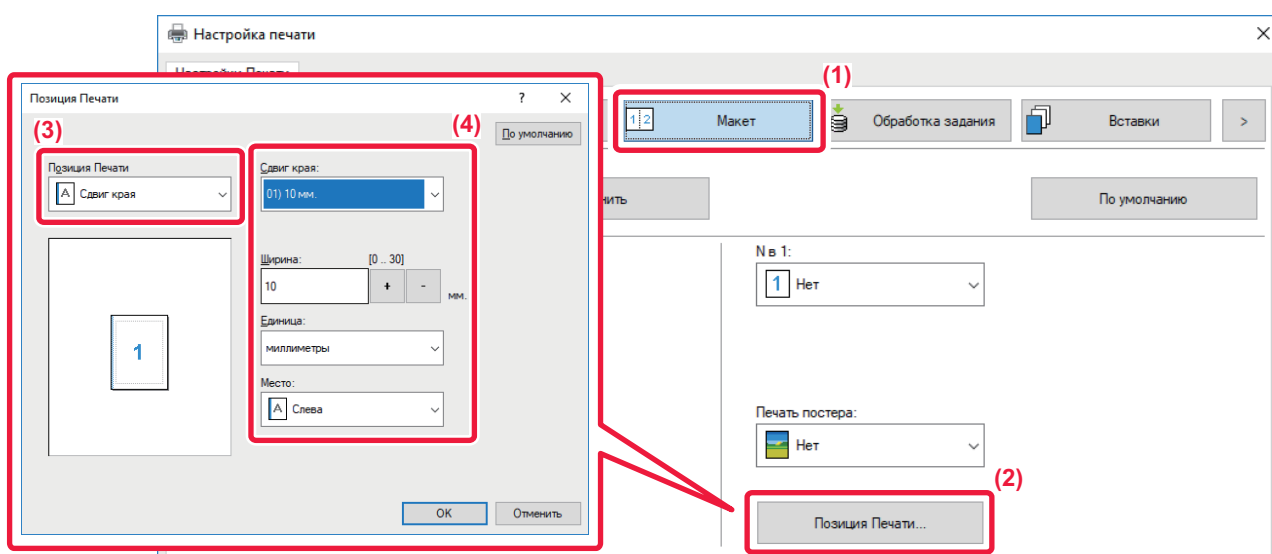 Настройка печати
Настройки Печати
(1)
Макет
Обработка задания
Вставки
>
Позиция Печати
?
(3)
(4)
По умолчанию
Позиция Печати
Сдвиг края
Сдвиг края:
01) 10 мм.
Ширина:
[0 .. 30]
10
+
-
мм.
Единица:
миллиметры
Место:
Слева
1
OK
Отменить
По умолчанию
N в 1:
1 Нет
Печать постера:
Нет
(2)
Позиция Печати...